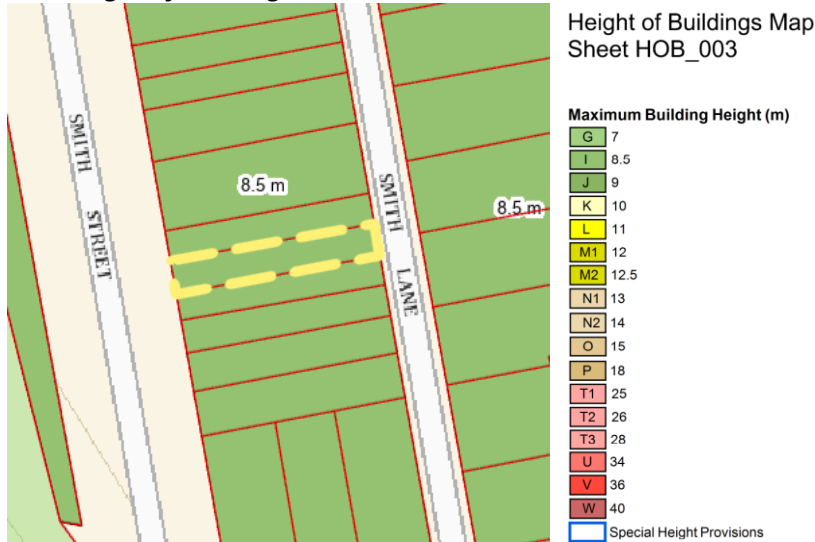 Height of Buildings Map
Sheet HOB_003
Maximum Building Height (m)
G 7
I 8.5
J 9
K 10
L 11
M1 12
M2 12.5
N1 13
N2 14
O 15
P 18
T1 25
T2 26
T3 28
U 34
V 36
W 40
Special Height Provisions
SMITH
STREET
8.5 m
SMITH
LANE
8.5 m